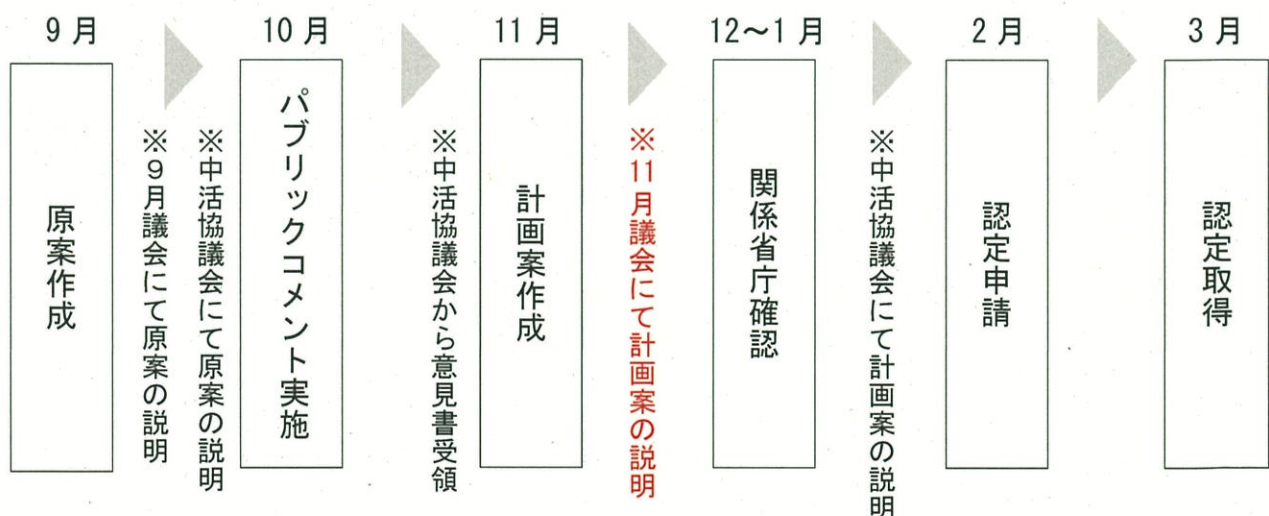 9月
原案作成
※9月議会にて原案の説明
※中活協議会にて原案の説明
10月
パブリックコメント実施
※中活協議会から意見書受領
11月
計画案作成
※11月議会にて計画案の説明
12～1月
関係省庁確認
※中活協議会にて計画案の説明
2月
認定申請
3月
認定取得